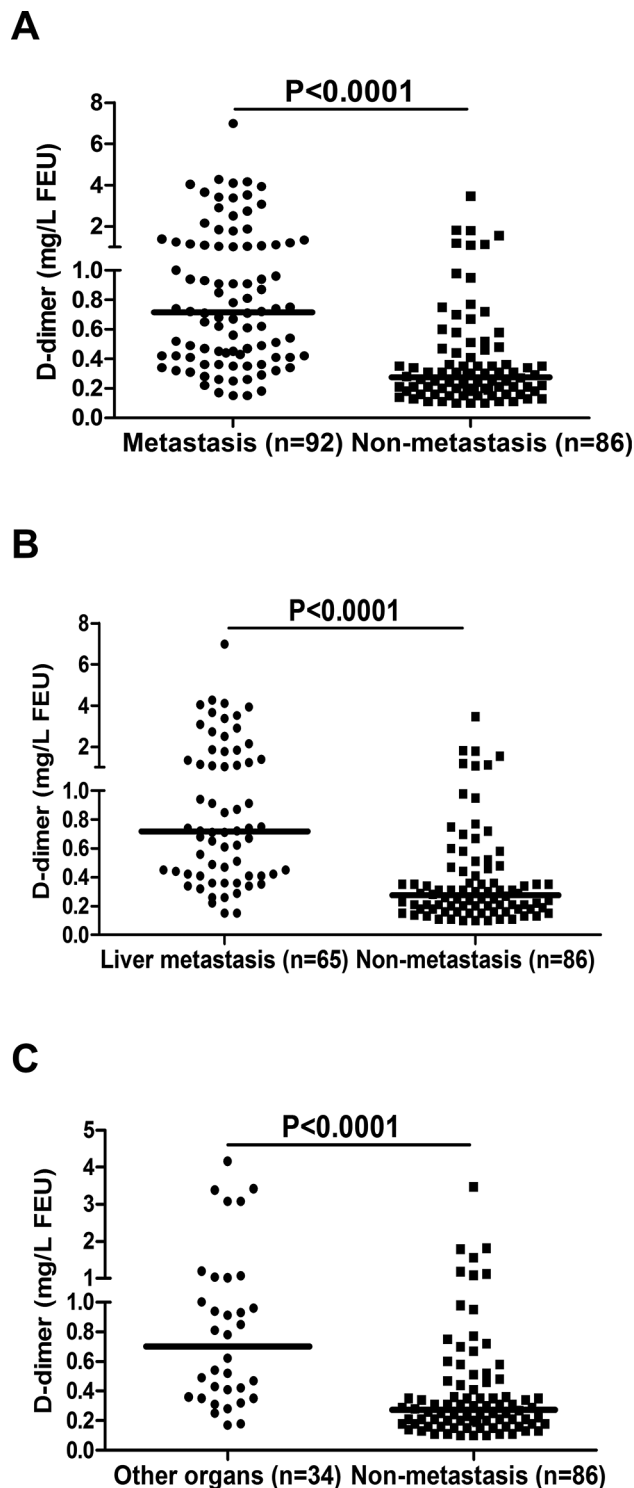 A
P<0.0001
D-dimer (mg/L FEU)
8
6
4
2
1.0
0.8
0.6
0.4
0.2
0.0
Metastasis (n=92) Non-metastasis (n=86)
B
P<0.0001
D-dimer (mg/L FEU)
8
6
4
2
1.0
0.8
0.6
0.4
0.2
0.0
Liver metastasis (n=65) Non-metastasis (n=86)
C
P<0.0001
D-dimer (mg/L FEU)
5
4
3
2
1
1.0
0.8
0.6
0.4
0.2
0.0
Other organs (n=34) Non-metastasis (n=86)